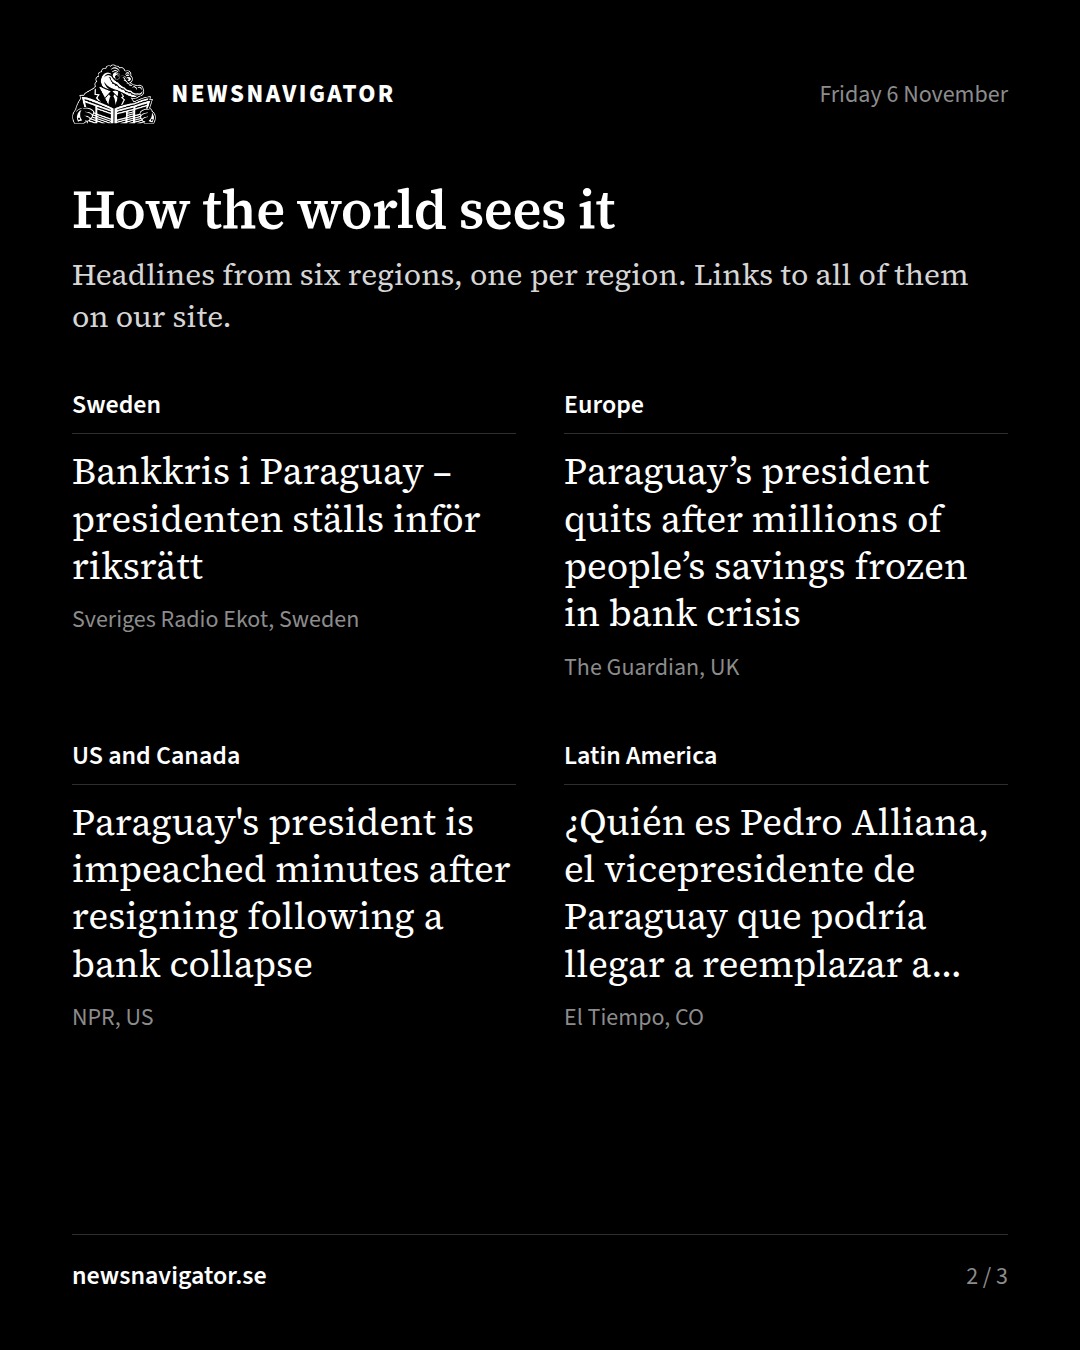 NEWSNAVIGATOR
Friday 6 November
How the world sees it
Headlines from six regions, one per region. Links to all of them
on our site.
Sweden
Bankkris i Paraguay –
presidenten ställs inför
riksrätt
Sveriges Radio Ekot, Sweden
Europe
Paraguay’s president
quits after millions of
people’s savings frozen
in bank crisis
The Guardian, UK
US and Canada
Paraguay's president is
impeached minutes after
resigning following a
bank collapse
NPR, US
Latin America
¿Quién es Pedro Alliana,
el vicepresidente de
Paraguay que podría
llegar a reemplazar a...
El Tiempo, CO
newsnavigator.se
2 / 3